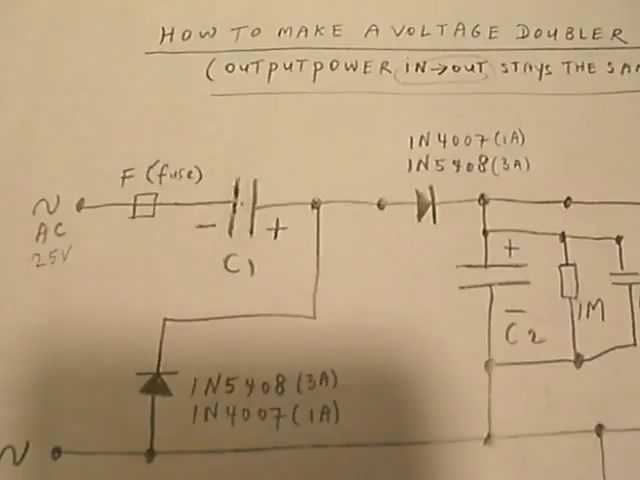 HOW TO MAKE A VOLTAGE DOUBLER
(OUTPUTPOWER IN→OUT STAYS THE
1N4007(1A)
1N5408(3A)
F (fuse)
~
AC
25V
- +
C1
+
-
C2
1M
1N5408(3A)
1N4007(1A)
~